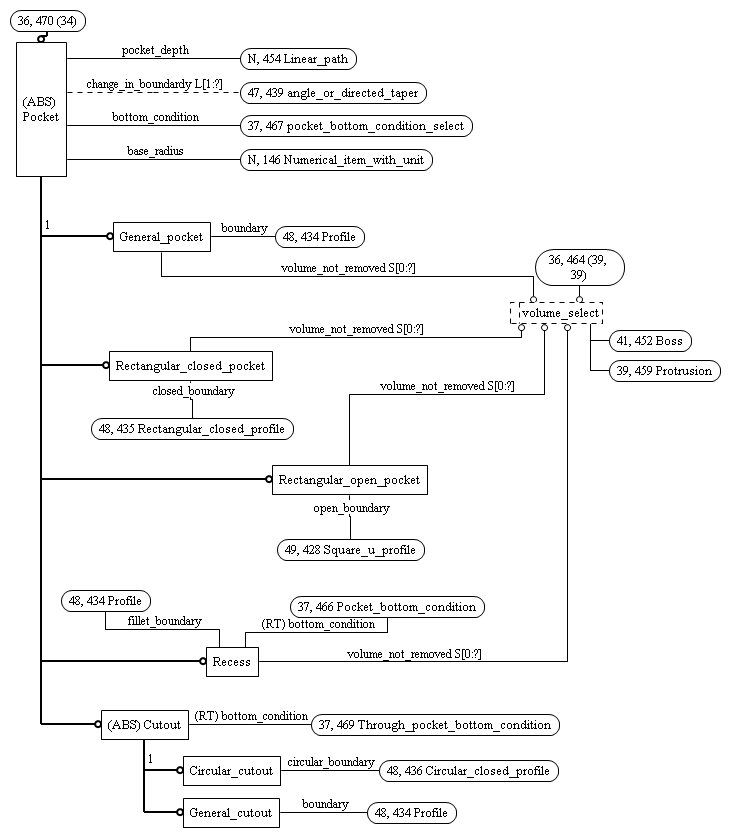 36, 470 (34)
(ABS)
Pocket
pocket_depth
N, 454 Linear_path
change_in_boundardy L[1:?]
47, 439 angle_or_directed_taper
bottom_condition
37, 467 pocket_bottom_condition_select
base_radius
N, 146 Numerical_item_with_unit
1
General_pocket
boundary
48, 434 Profile
volume_not_removed S[0:?]
36, 464 (39,
39)
volume_select
volume_not_removed S[0:?]
41, 452 Boss
39, 459 Protrusion
Rectangular_closed_pocket
closed_boundary
48, 435 Rectangular_closed_profile
volume_not_removed S[0:?]
Rectangular_open_pocket
open_boundary
49, 428 Square_u_profile
48, 434 Profile
fillet_boundary
37, 466 Pocket_bottom_condition
(RT) bottom_condition
Recess
volume_not_removed S[0:?]
(ABS) Cutout
(RT) bottom_condition
37, 469 Through_pocket_bottom_condition
1
Circular_cutout
circular_boundary
48, 436 Circular_closed_profile
General_cutout
boundary
48, 434 Profile